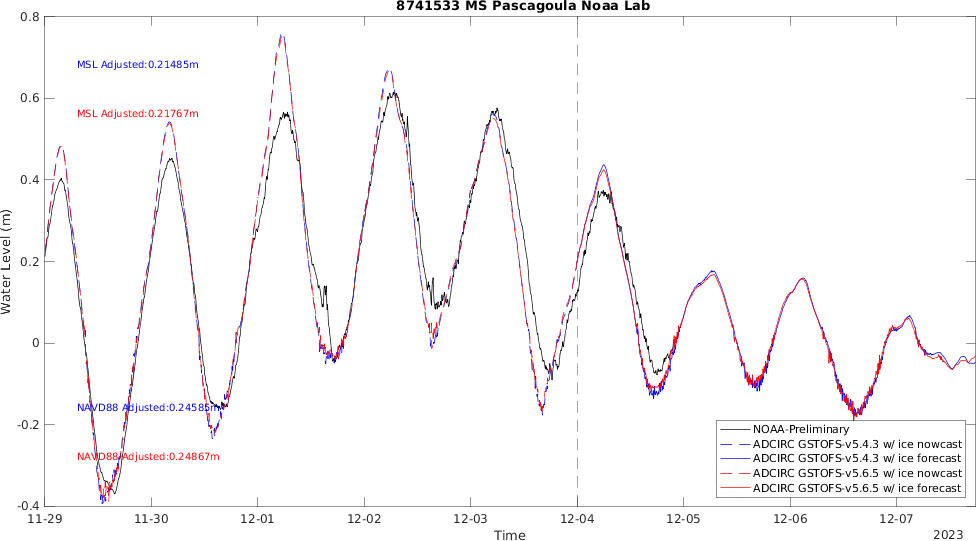 8741533 MS Pascagoula Noaa Lab
0.8
MSL Adjusted:0.21485m
0.6
MSL Adjusted:0.21767m
0.4
0.2
Water Level (m)
0
NAVD88 Adjusted:0.24585m
-0.2
NAVD88 Adjusted:0.24867m
NOAA-Preliminary
ADCIRC GSTOFS-v5.4.3 w/ ice nowcast
ADCIRC GSTOFS-v5.4.3 w/ ice forecast
ADCIRC GSTOFS-v5.6.5 w/ ice nowcast
ADCIRC GSTOFS-v5.6.5 w/ ice forecast
-0.4
11-29 11-30 12-01 12-02 12-03 12-04 12-05 12-06 12-07
Time
2023